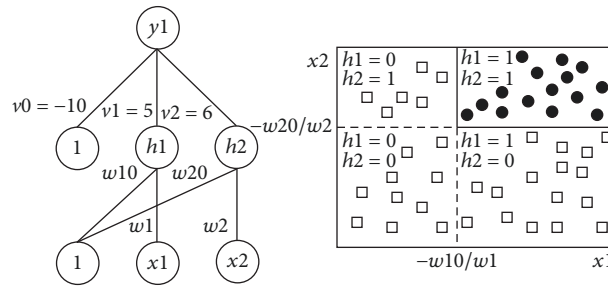 y1
v0 = −10
v1 = 5
v2 = 6
1
h1
h2
w10
w20
w1
w2
1
x1
x2
x2
h1 = 0
h2 = 1
h1 = 1
h2 = 1
−w20/w2
h1 = 0
h2 = 0
h1 = 1
h2 = 0
−w10/w1
x1